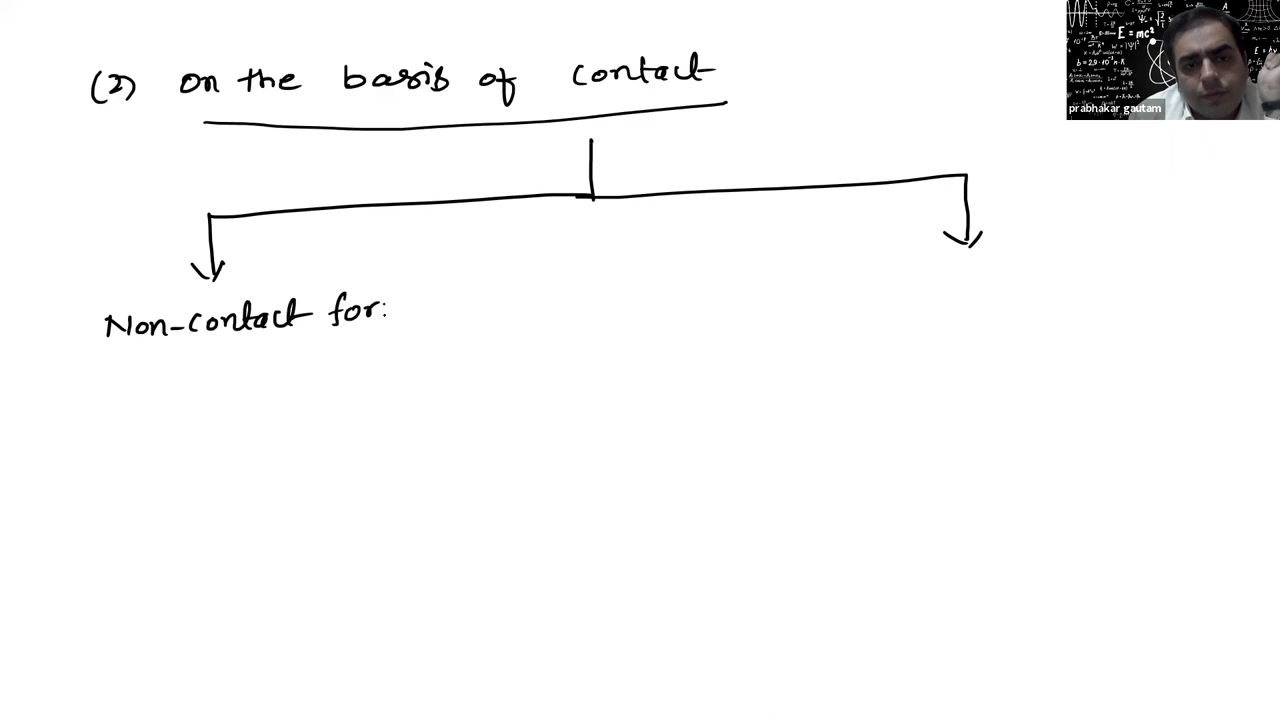 (2) on the basis of contact
Non-contact for
prabhakar gautam
E = mc²